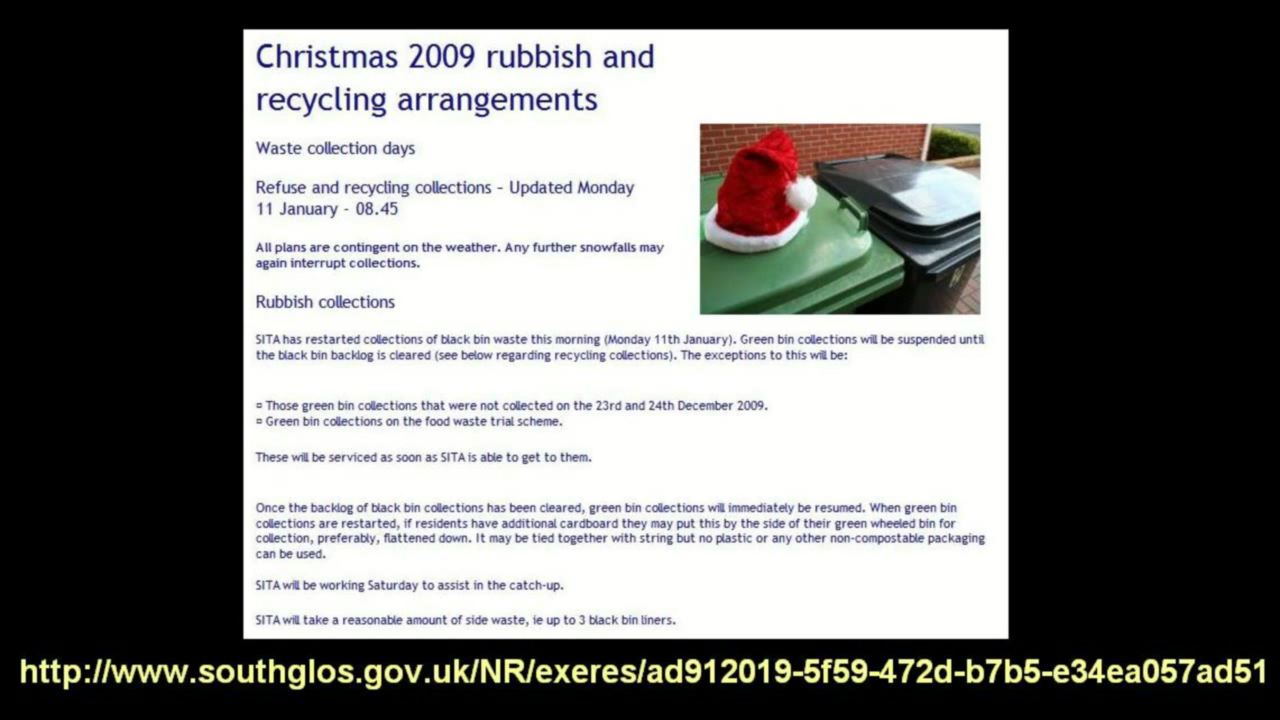 Christmas 2009 rubbish and
recycling arrangements
Waste collection days
Refuse and recycling collections – Updated Monday
11 January - 08.45
All plans are contingent on the weather. Any further snowfalls may
again interrupt collections.
Rubbish collections
SITA has restarted collections of black bin waste this morning (Monday 11th January). Green bin collections will be suspended until
the black bin backlog is cleared (see below regarding recycling collections). The exceptions to this will be:
¤ Those green bin collections that were not collected on the 23rd and 24th December 2009.
¤ Green bin collections on the food waste trial scheme.
These will be serviced as soon as SITA is able to get to them.
Once the backlog of black bin collections has been cleared, green bin collections will immediately be resumed. When green bin
collections are restarted, if residents have additional cardboard they may put this by the side of their green wheeled bin for
collection, preferably, flattened down. It may be tied together with string but no plastic or any other non-compostable packaging
can be used.
SITA will be working Saturday to assist in the catch-up.
SITA will take a reasonable amount of side waste, ie up to 3 black bin liners.
http://www.southglos.gov.uk/NR/exeres/ad912019-5f59-472d-b7b5-e34ea057ad51